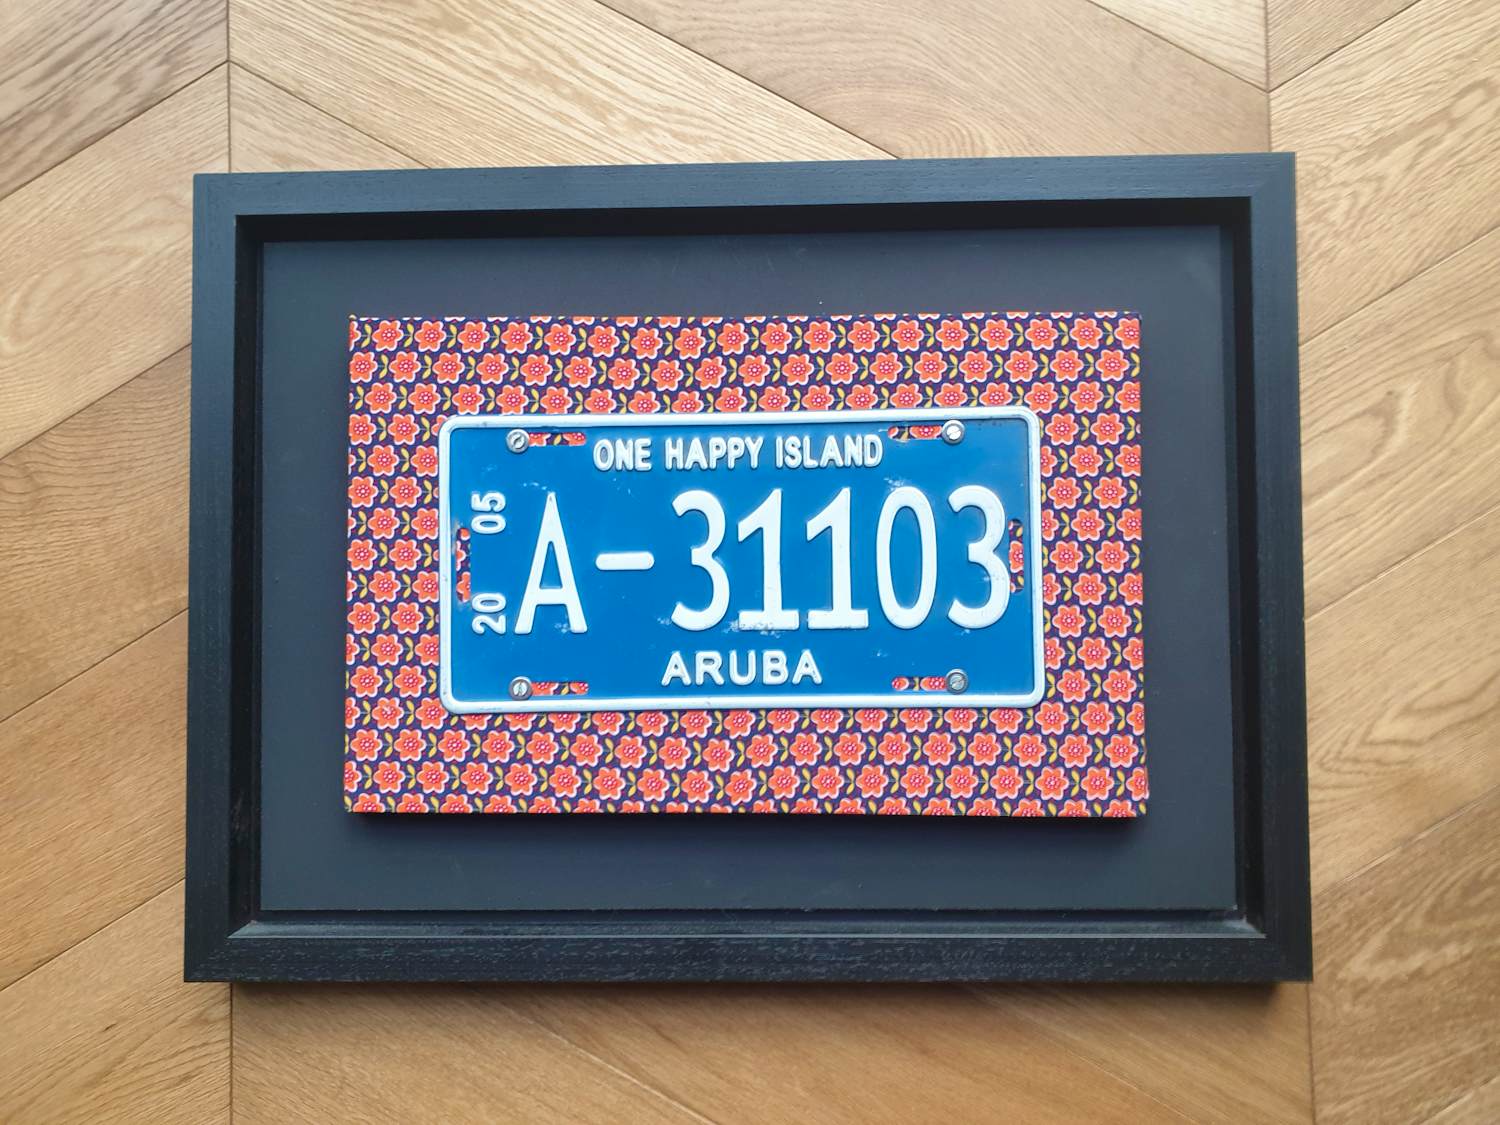 ONE HAPPY ISLAND
20 05
A-31103
ARUBA